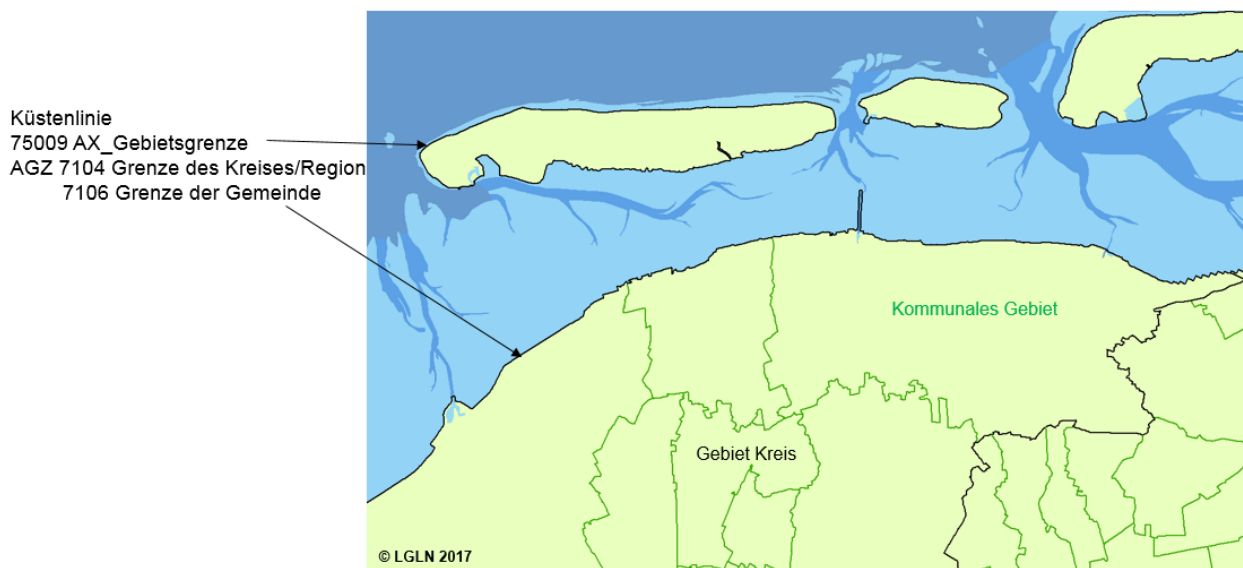 Küstenlinie
75009 AX_Gebietsgrenze
AGZ 7104 Grenze des Kreises/Region
7106 Grenze der Gemeinde
Kommunales Gebiet
Gebiet Kreis
© LGLN 2017